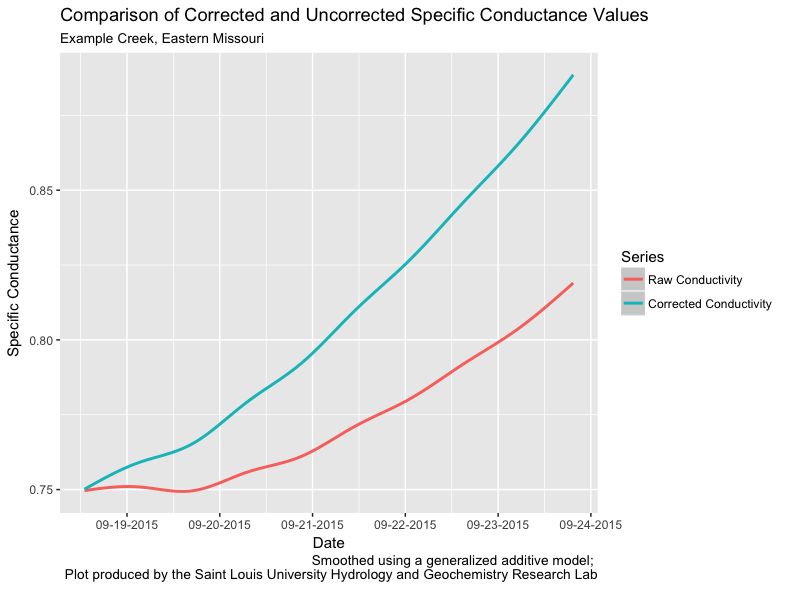 Comparison of Corrected and Uncorrected Specific Conductance Values
Example Creek, Eastern Missouri
Specific Conductance
0.85
0.80
0.75
09-19-2015 09-20-2015 09-21-2015 09-22-2015 09-23-2015 09-24-2015
Date
Series
Raw Conductivity
Corrected Conductivity
Smoothed using a generalized additive model;
Plot produced by the Saint Louis University Hydrology and Geochemistry Research Lab